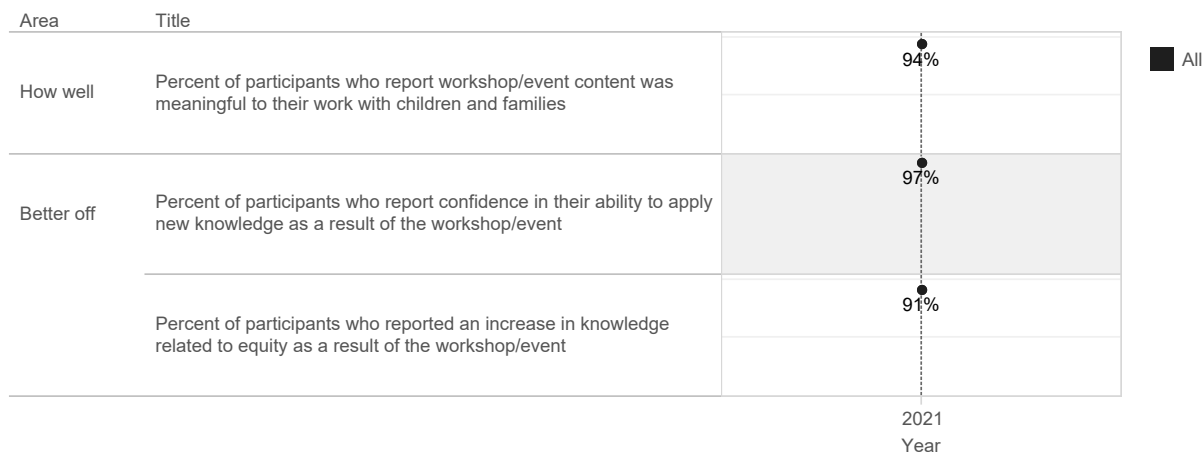 Area Title
All
94%
How well
Percent of participants who report workshop/event content was
meaningful to their work with children and families
97%
Better off
Percent of participants who report confidence in their ability to apply
new knowledge as a result of the workshop/event
91%
Percent of participants who reported an increase in knowledge
related to equity as a result of the workshop/event
2021
Year